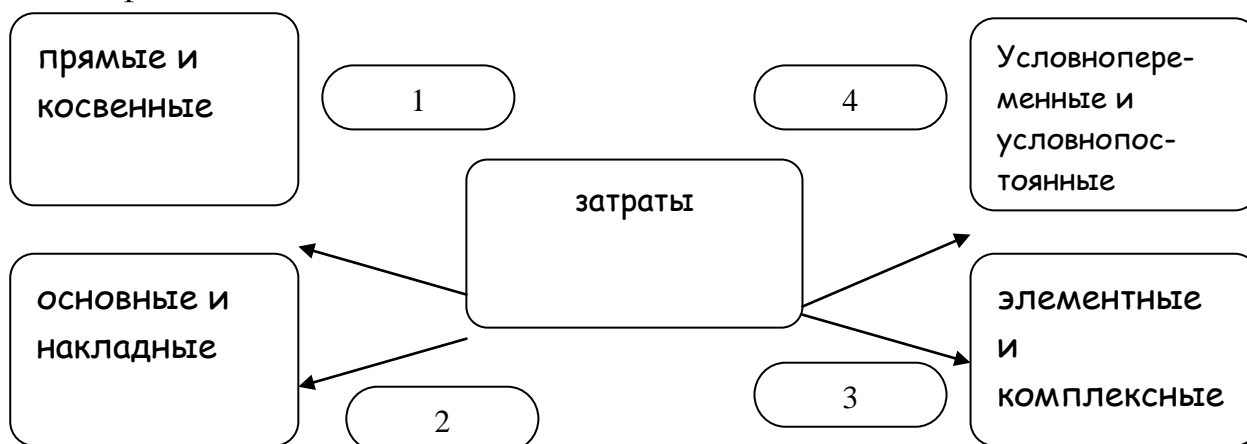 прямые и
косвенные
1
4
Условнопере-
менные и
условнопос-
тоянные
затраты
основные и
накладные
2
3
элементные
и
комплексные